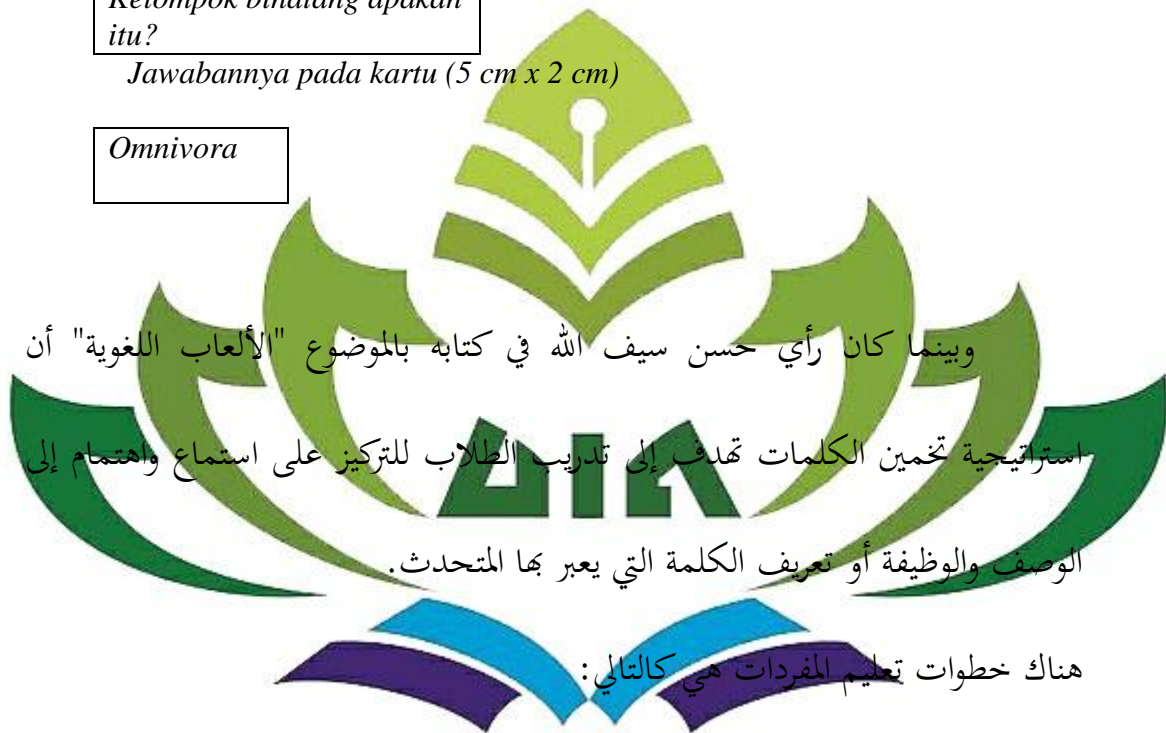 Kelompok binatang apakah
itu?
Jawabannya pada kartu (5 cm x 2 cm)
Omnivora
وبينما كان رأي حسن سيف الله في كتابه بالموضوع "الألعاب اللغوية" أن
استراتيجية تخمين الكلمات تهدف إلى تدريب الطلاب للتركيز على استماع واهتمام إلى
الوصف والوظيفة أو تعريف الكلمة التي يعبر بها المتحدث.
هناك خطوات تعليم المفردات هي كالتالي: